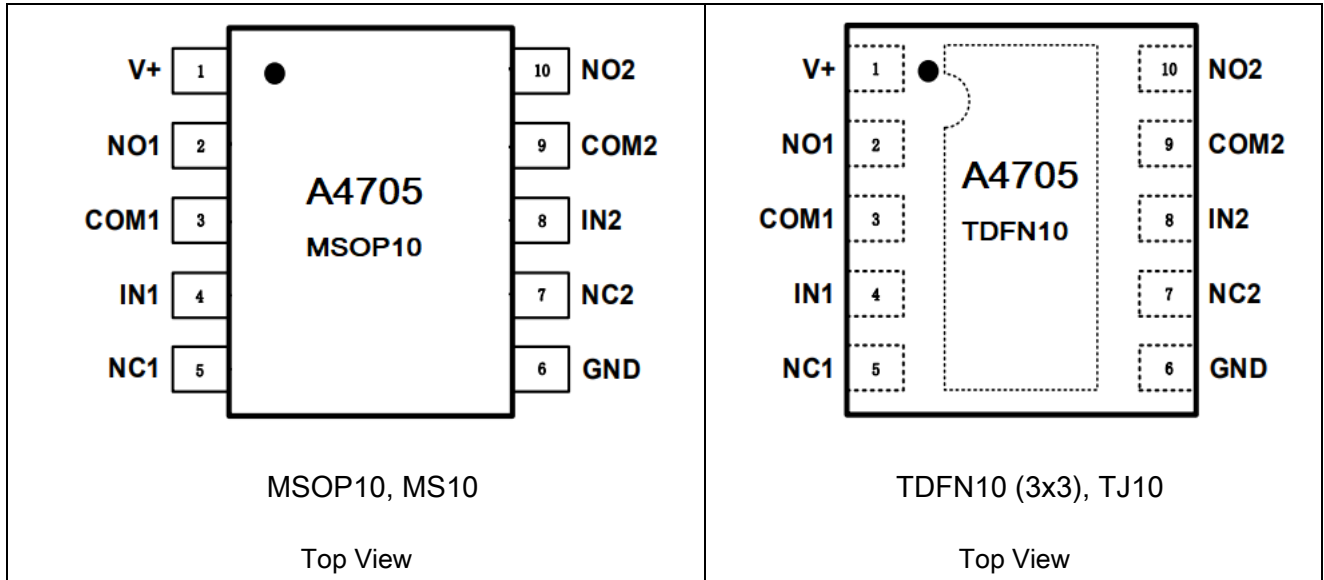 V+ 1 10 NO2
NO1 2 9 COM2
A4705
COM1 3 8 IN2
MSOP10
IN1 4 7 NC2
NC1 5 6 GND
MSOP10, MS10
Top View
V+ 1 10 NO2
NO1 2 9 COM2
A4705
COM1 3 8 IN2
TDFN10
IN1 4 7 NC2
NC1 5 6 GND
TDFN10 (3x3), TJ10
Top View